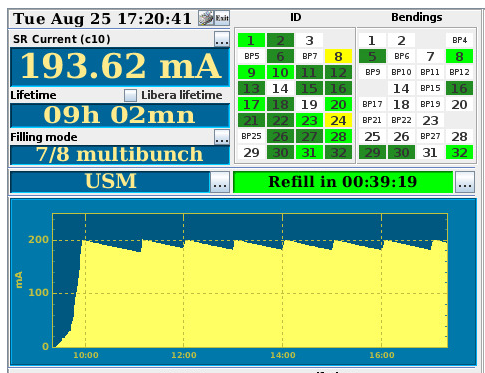 Tue Aug 25 17:20:41 Exit
SR Current (c10) ...
193.62 mA
Lifetime Libera lifetime
09h 02mn
Filling mode ...
7/8 multibunch
ID
1 2 3
BP5 6 BP7 8
9 10 11 12
13 14 15 16
17 18 19 20
21 22 23 24
BP25 26 27 28
29 30 31 32
Bendings
1 2 BP4
5 BP6 7 8
BP9 BP10 BP11 BP12
14 BP15 16
BP17 18 BP19 20
BP21 BP22 23
25 26 BP27 28
29 30 31 32
USM ...
Refill in 00:39:19 ...
mA
200
100
0
10:00 12:00 14:00 16:00